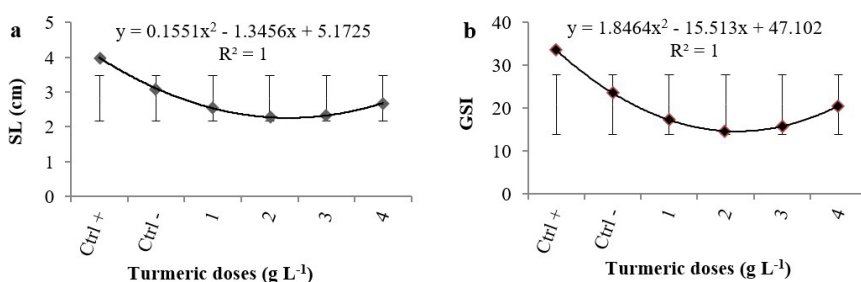 a
y = 0.1551x² - 1.3456x + 5.1725
R² = 1
SL (cm)
5
4
3
2
1
0
Ctrl +
Ctrl -
1
2
3
4
Turmeric doses (g L⁻¹)
b
y = 1.8464x² - 15.513x + 47.102
R² = 1
GSI
40
30
20
10
0
Ctrl +
Ctrl -
1
2
3
4
Turmeric doses (g L⁻¹)